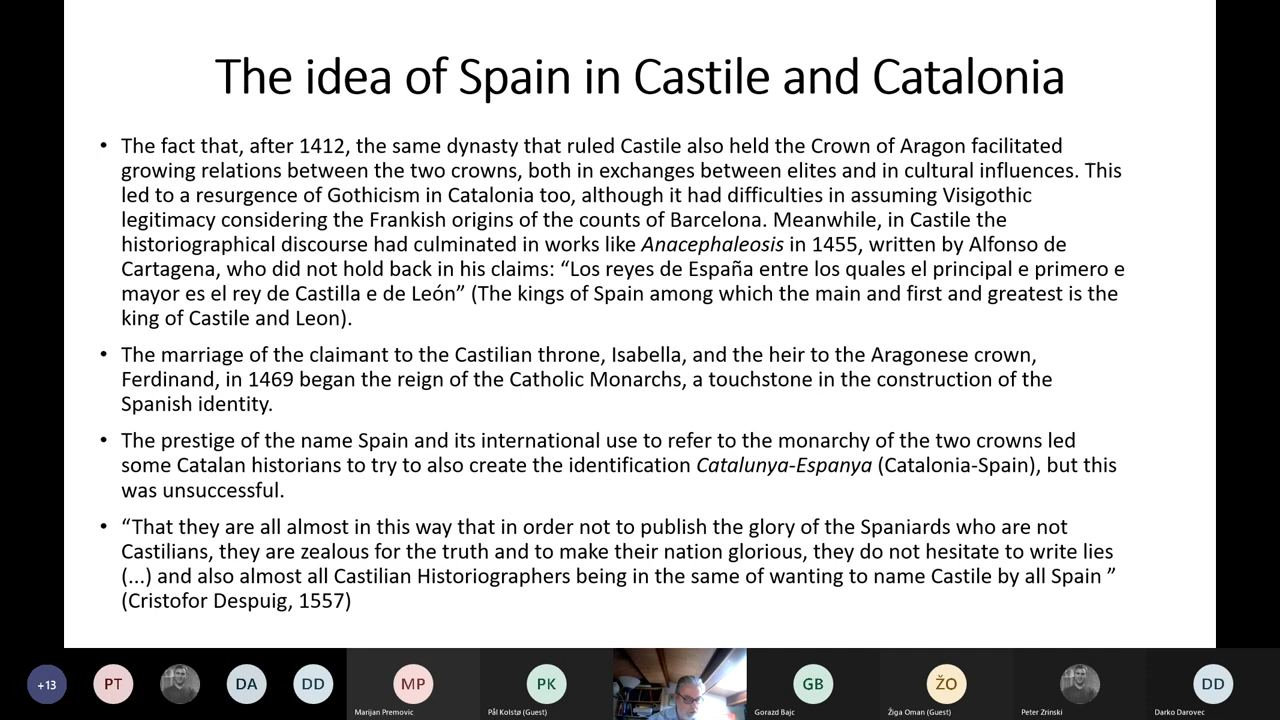 The idea of Spain in Castile and Catalonia
• The fact that, after 1412, the same dynasty that ruled Castile also held the Crown of Aragon facilitated
growing relations between the two crowns, both in exchanges between elites and in cultural influences. This
led to a resurgence of Gothicism in Catalonia too, although it had difficulties in assuming Visigothic
legitimacy considering the Frankish origins of the counts of Barcelona. Meanwhile, in Castile the
historiographical discourse had culminated in works like Anacephaleosis in 1455, written by Alfonso de
Cartagena, who did not hold back in his claims: “Los reyes de España entre los quales el principal e primero e
mayor es el rey de Castilla e de León” (The kings of Spain among which the main and first and greatest is the
king of Castile and Leon).
• The marriage of the claimant to the Castilian throne, Isabella, and the heir to the Aragonese crown,
Ferdinand, in 1469 began the reign of the Catholic Monarchs, a touchstone in the construction of the
Spanish identity.
• The prestige of the name Spain and its international use to refer to the monarchy of the two crowns led
some Catalan historians to try to also create the identification Catalunya-Espanya (Catalonia-Spain), but this
was unsuccessful.
• “That they are all almost in this way that in order not to publish the glory of the Spaniards who are not
Castilians, they are zealous for the truth and to make their nation glorious, they do not hesitate to write lies
(...) and also almost all Castilian Historiographers being in the same of wanting to name Castile by all Spain ”
(Cristofor Despuig, 1557)
+13 PT DA DD MP PK GB ŽO DD
Marijan Premovic Pål Kolstø (Guest) Gorazd Bajc Žiga Oman (Guest) Peter Zrinski Darko Darovec